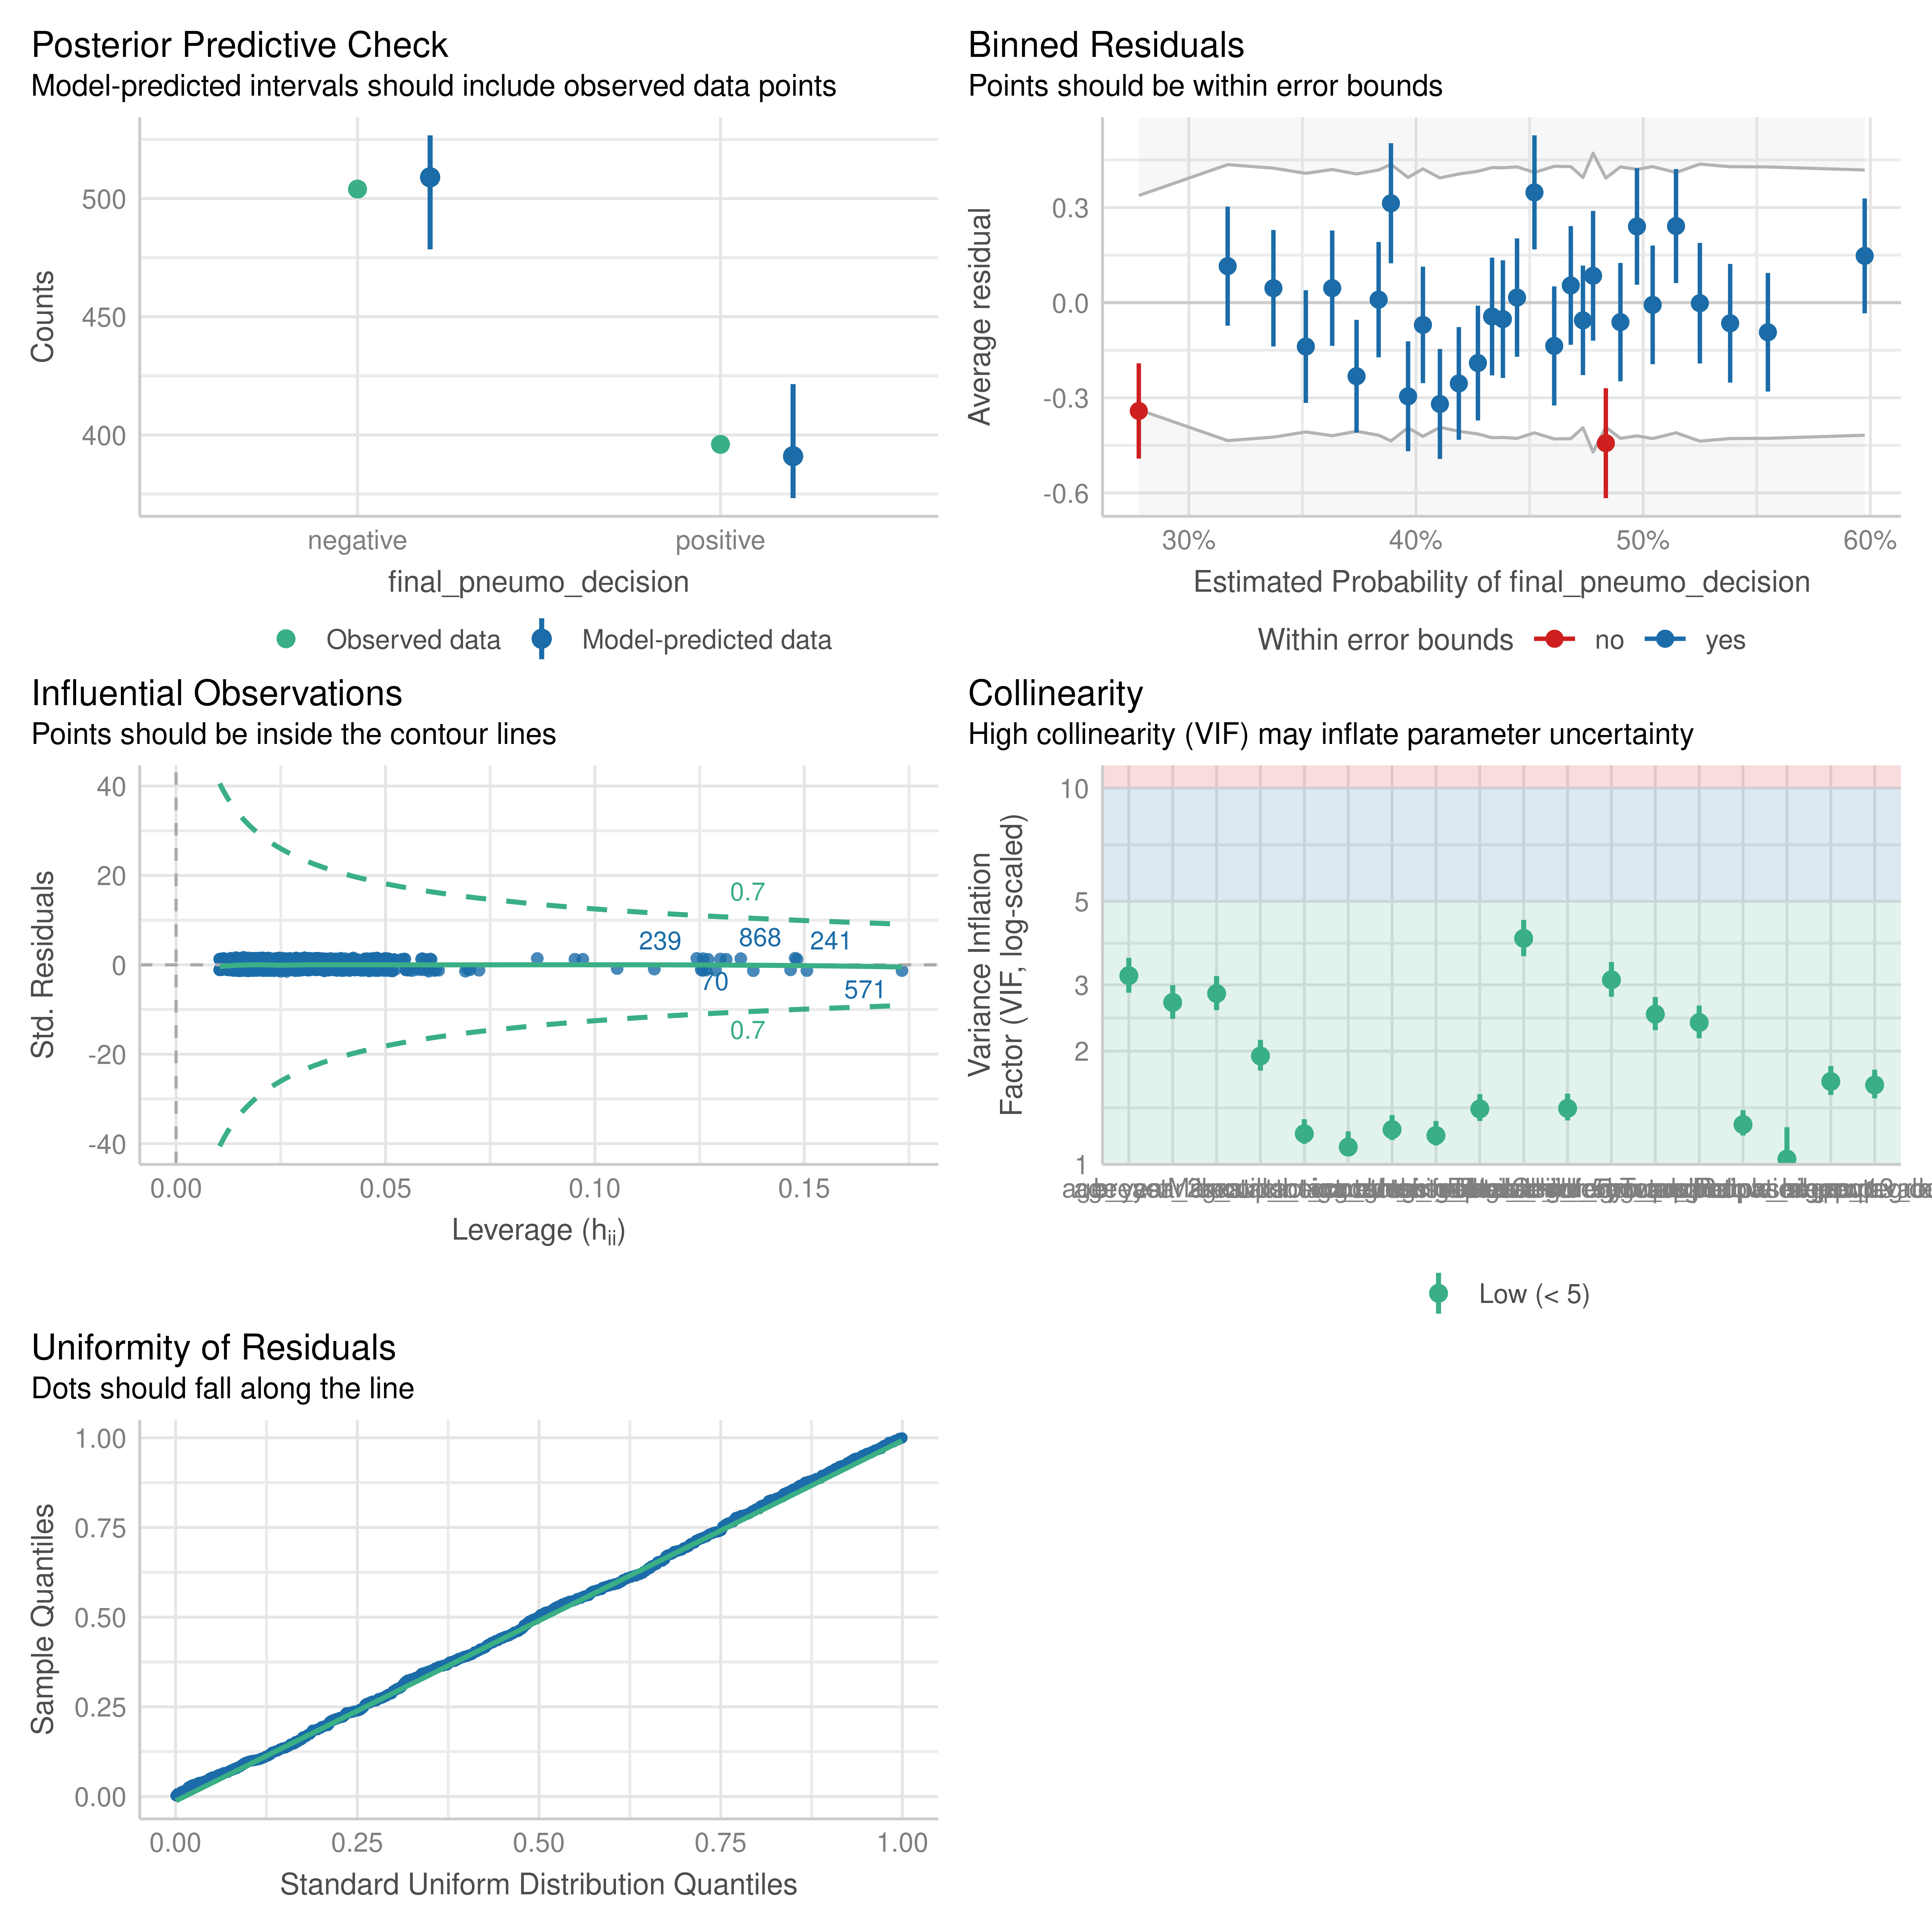 Posterior Predictive Check
Model-predicted intervals should include observed data points
Counts
500
450
400
negative
positive
final_pneumo_decision
Observed data
Model-predicted data
Binned Residuals
Points should be within error bounds
Average residual
0.3
0.0
-0.3
-0.6
30%
40%
50%
60%
Estimated Probability of final_pneumo_decision
Within error bounds
no
yes
Influential Observations
Points should be inside the contour lines
Std. Residuals
40
20
0
-20
-40
0.7
239
868
241
70
571
0.7
0.00
0.05
0.10
0.15
Leverage (hii)
Collinearity
High collinearity (VIF) may inflate parameter uncertainty
Variance Inflation
Factor (VIF, log-scaled)
10
5
3
2
1
Low (< 5)
Uniformity of Residuals
Dots should fall along the line
Sample Quantiles
1.00
0.75
0.50
0.25
0.00
0.00
0.25
0.50
0.75
1.00
Standard Uniform Distribution Quantiles